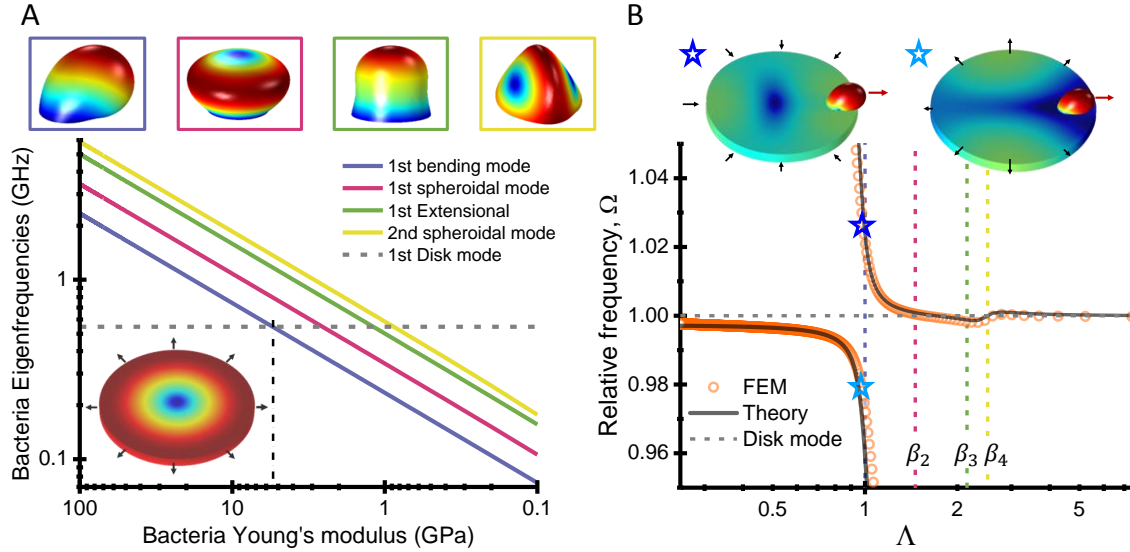 A
B
1st bending mode
1st spheroidal mode
1st Extensional
2nd spheroidal mode
1st Disk mode
Bacteria Eigenfrequencies (GHz)
1
0.1
100
10
1
0.1
Bacteria Young's modulus (GPa)
Relative frequency, Ω
1.04
1.02
1.00
0.98
0.96
FEM
Theory
Disk mode
β2
β3
β4
0.5
1
2
5
Λ